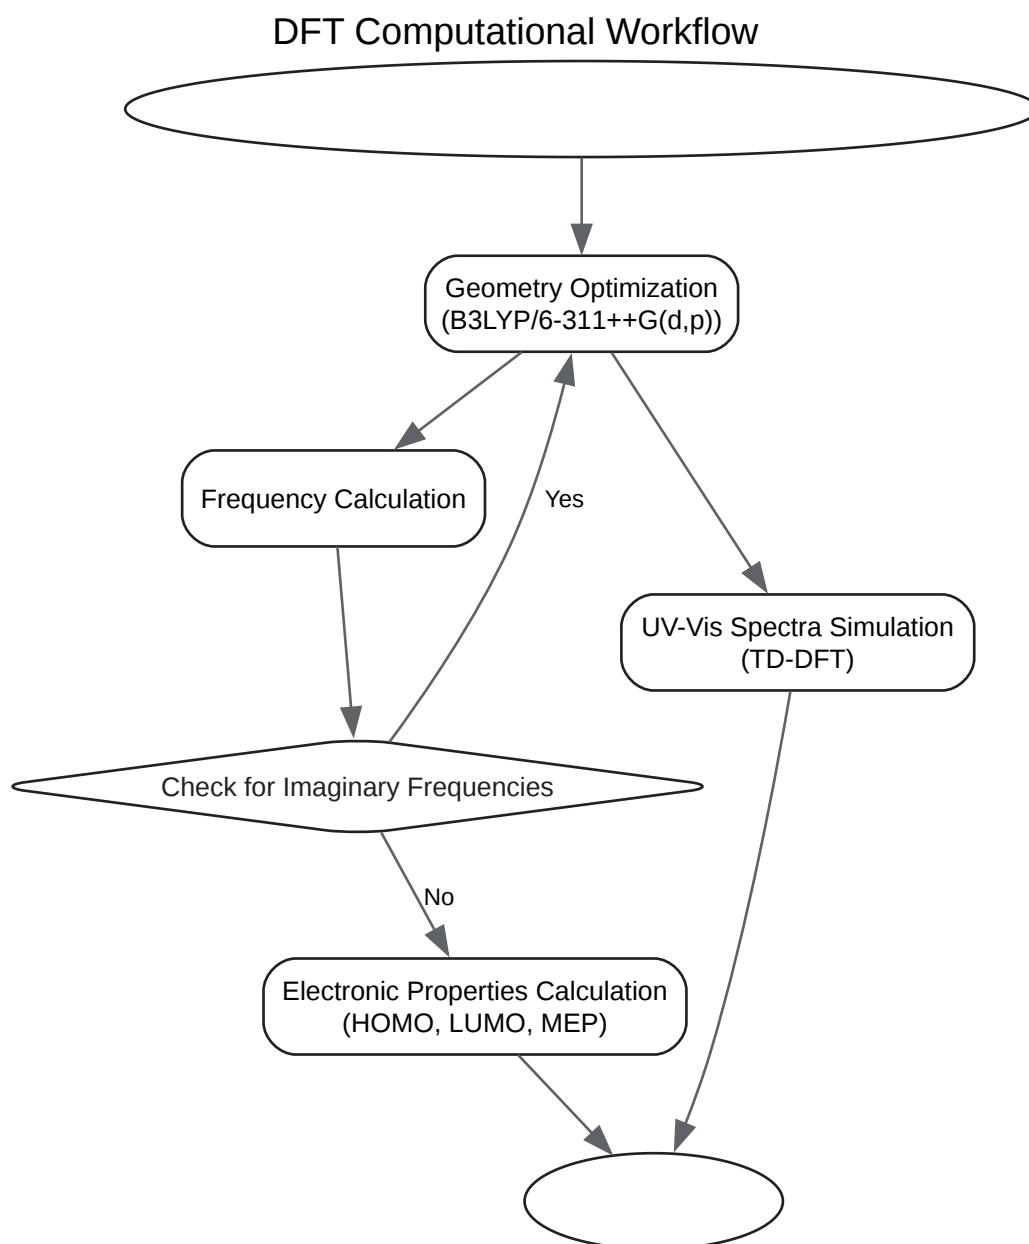 DFT Computational Workflow
Geometry Optimization
(B3LYP/6-311++G(d,p))
Frequency Calculation
Yes
UV-Vis Spectra Simulation
(TD-DFT)
Check for Imaginary Frequencies
No
Electronic Properties Calculation
(HOMO, LUMO, MEP)